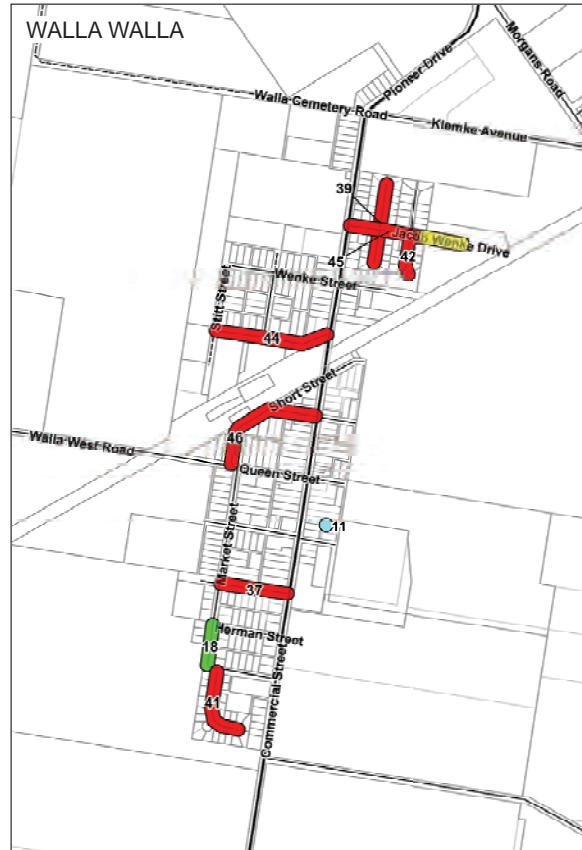 WALLA WALLA
Pioneer Drive
Morgans Road
Walla Cemetery Road
Klemke Avenue
39
Jacob Wenke Drive
45
42
Wenke Street
Stitt Street
44
Short Street
46
Walla West Road
Queen Street
11
Market Street
37
Herman Street
18
41
Commercial Street